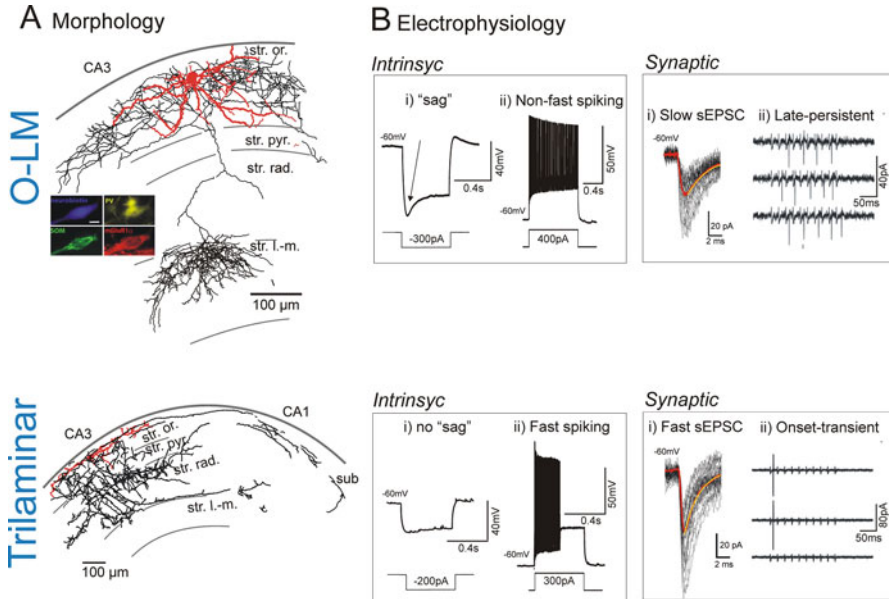 A Morphology
O-LM
CA3
str. or.
str. pyr.
str. rad.
str. l.-m.
100 µm
neurobiotin
PV
SOM
mGluR1α
B Electrophysiology
Intrinsyc
i) "sag"
-60mV
40mV
0.4s
-300pA
ii) Non-fast spiking
-60mV
50mV
0.4s
400pA
Synaptic
i) Slow sEPSC
-60mV
20 pA
2 ms
ii) Late-persistent
40pA
50ms
Trilaminar
CA3
CA1
str. or.
str. pyr.
str. rad.
str. l.-m.
sub
100 µm
Intrinsyc
i) no "sag"
-60mV
40mV
0.4s
-200pA
ii) Fast spiking
-60mV
50mV
0.4s
300pA
Synaptic
i) Fast sEPSC
-60mV
20 pA
2 ms
ii) Onset-transient
80pA
50ms